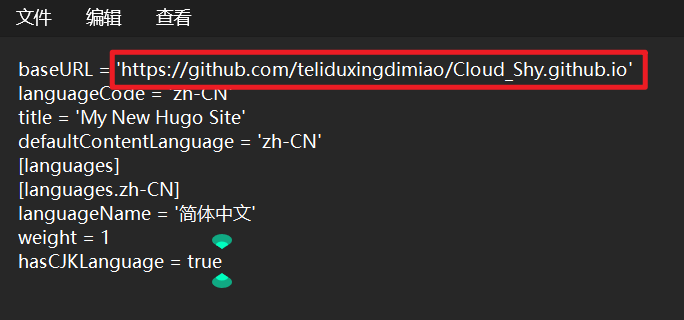 文件 编辑 查看
baseURL = 'https://github.com/teliduxingdimiao/Cloud_Shy.github.io'
languageCode = 'zh-CN'
title = 'My New Hugo Site'
defaultContentLanguage = 'zh-CN'
[languages]
[languages.zh-CN]
languageName = '简体中文'
weight = 1
hasCJKLanguage = true